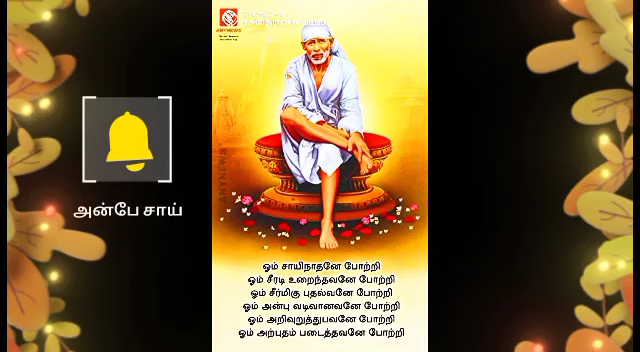 ANYNEWS
அன்பே சாய்
ஓம் சாயிநாதனே போற்றி
ஓம் சீரடி உறைந்தவனே போற்றி
ஓம் சீர்மிகு புதல்வனே போற்றி
ஓம் அன்பு வடிவானவனே போற்றி
ஓம் அறிவுறுத்துபவனே போற்றி
ஓம் அற்புதம் படைத்தவனே போற்றி